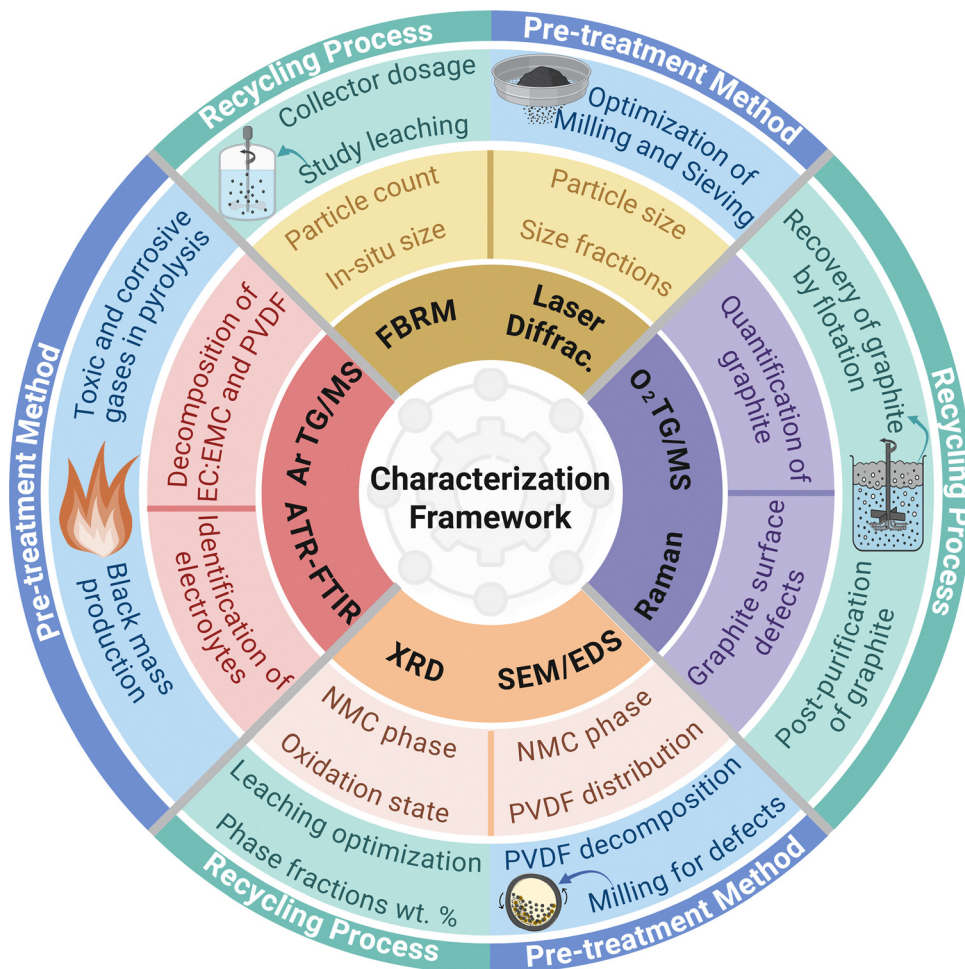 Characterization
Framework
Recycling Process
Collector dosage
Study leaching
Particle count
In-situ size
FBRM
Pre-treatment Method
Optimization of
Milling and Sieving
Particle size
Size fractions
Laser
Diffrac.
Recycling Process
Recovery of graphite
by flotation
Quantification of
graphite
O₂ TG/MS
Post-purification
of graphite
Graphite surface
defects
Raman
SEM/EDS
NMC phase
PVDF distribution
PVDF decomposition
Milling for defects
Pre-treatment Method
XRD
NMC phase
Oxidation state
Leaching optimization
Phase fractions wt. %
Recycling Process
Pre-treatment Method
Black mass
production
Identification of
electrolytes
ATR-FTIR
Toxic and corrosive
gases in pyrolysis
Decomposition of
EC:EMC and PVDF
Ar TG/MS